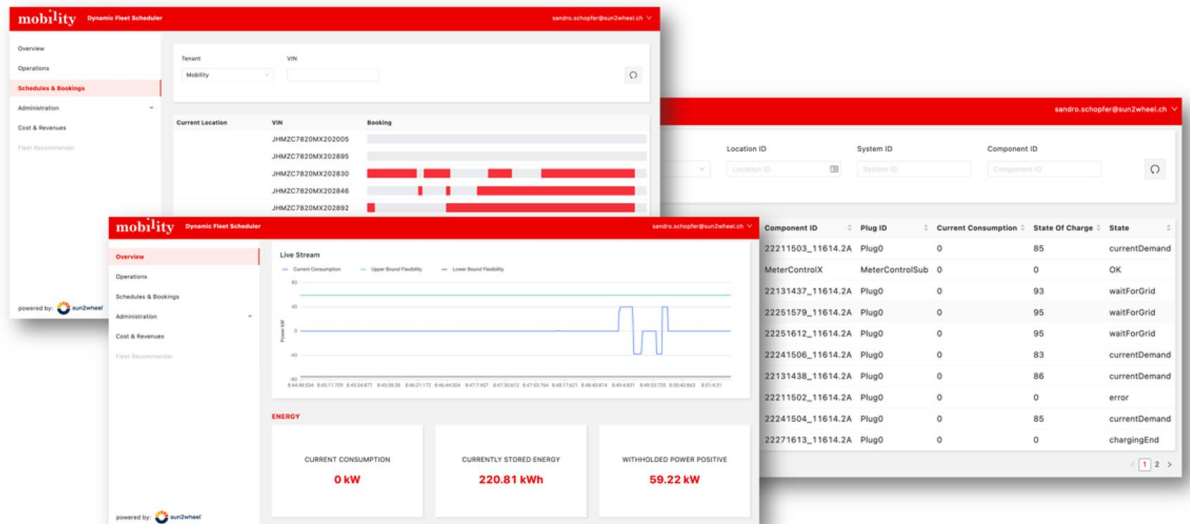 mobility Dynamic Fleet Scheduler sandro.schopfer@sun2wheel.ch
Overview
Operations
Schedules & Bookings
Administration
Cost & Revenues
Fleet Recommender
powered by: sun2wheel
Tenant VIN
Mobility
Current Location VIN Booking
JHMZC7820MX202005
JHMZC7820MX202895
JHMZC7820MX202830
JHMZC7820MX202846
JHMZC7820MX202892
sandro.schopfer@sun2wheel.ch
Location ID System ID Component ID
Location ID System ID Component ID
Component ID Plug ID Current Consumption State Of Charge State
22211503_11614.2A Plug0 0 85 currentDemand
MeterControlX MeterControlSub 0 0 OK
22131437_11614.2A Plug0 0 93 waitForGrid
22251579_11614.2A Plug0 0 95 waitForGrid
22251612_11614.2A Plug0 0 95 waitForGrid
22241506_11614.2A Plug0 0 83 currentDemand
22131438_11614.2A Plug0 0 86 currentDemand
22211502_11614.2A Plug0 0 0 error
22241504_11614.2A Plug0 0 85 currentDemand
22271613_11614.2A Plug0 0 0 chargingEnd
1 2
mobility Dynamic Fleet Scheduler sandro.schopfer@sun2wheel.ch
Overview
Operations
Schedules & Bookings
Administration
Cost & Revenues
Fleet Recommender
powered by: sun2wheel
Live Stream
Current Consumption Upper Bound Flexibility Lower Bound Flexibility
Power kW
80
40
0
-40
-80
ENERGY
CURRENT CONSUMPTION
0 kW
CURRENTLY STORED ENERGY
220.81 kWh
WITHHOLDED POWER POSITIVE
59.22 kW